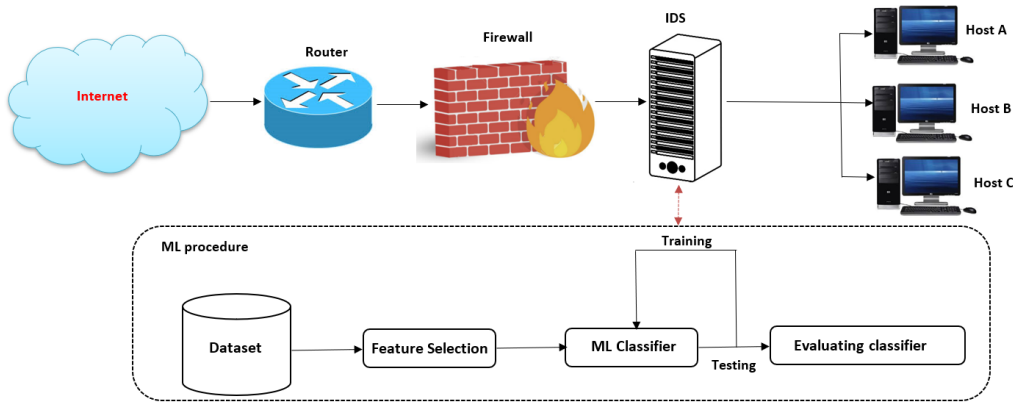 IDS
Firewall
Router
Internet
Host A
Host B
Host C
ML procedure
Training
Dataset
Feature Selection
ML Classifier
Testing
Evaluating classifier